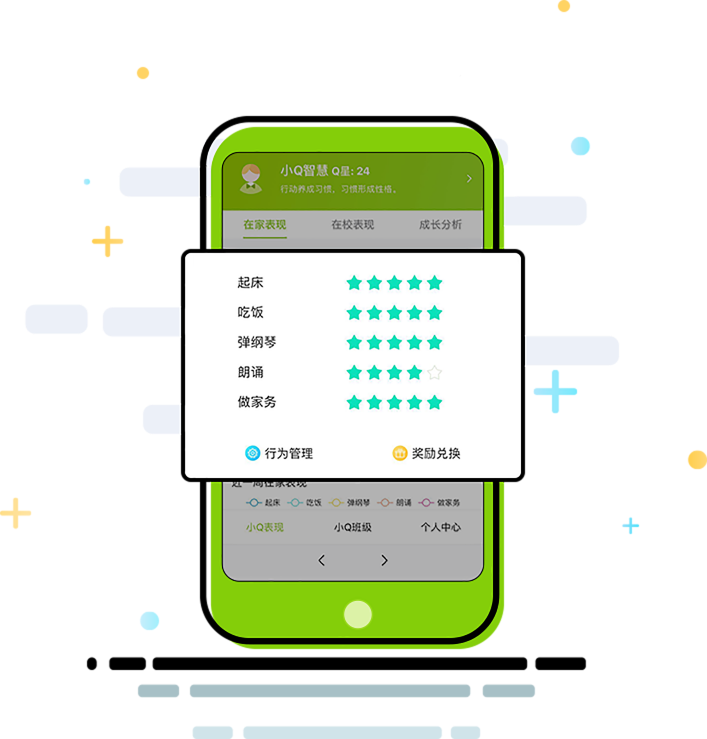 小Q智慧 Q星: 24
行动养成习惯，习惯形成性格。
在家表现 在校表现 成长分析
起床
吃饭
弹纲琴
朗诵
做家务
行为管理 奖励兑换
近一周在家表现
起床 吃饭 弹纲琴 朗诵 做家务
小Q表现 小Q班级 个人中心